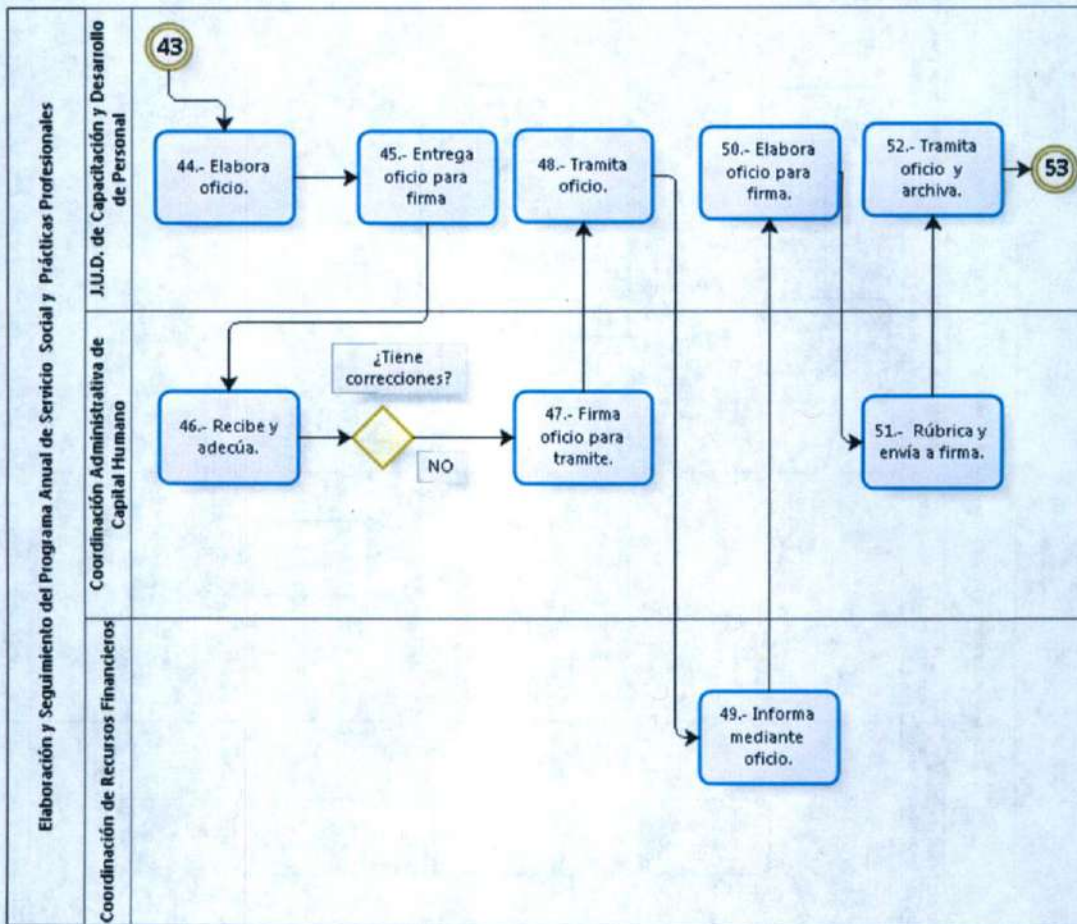 Elaboración y Seguimiento del Programa Anual de Servicio Social y Prácticas Profesionales
J.U.D. de Capacitación y Desarrollo
de Personal
43
44.- Elabora
oficio.
45.- Entrega
oficio para
firma
48.- Tramita
oficio.
50.- Elabora
oficio para
firma.
52.- Tramita
oficio y
archiva.
53
Coordinación Administrativa de
Capital Humano
46.- Recibe y
adecúa.
¿Tiene
correcciones?
NO
47.- Firma
oficio para
tramite.
51.- Rúbrica y
envía a firma.
Coordinación de Recursos Financieros
49.- Informa
mediante
oficio.